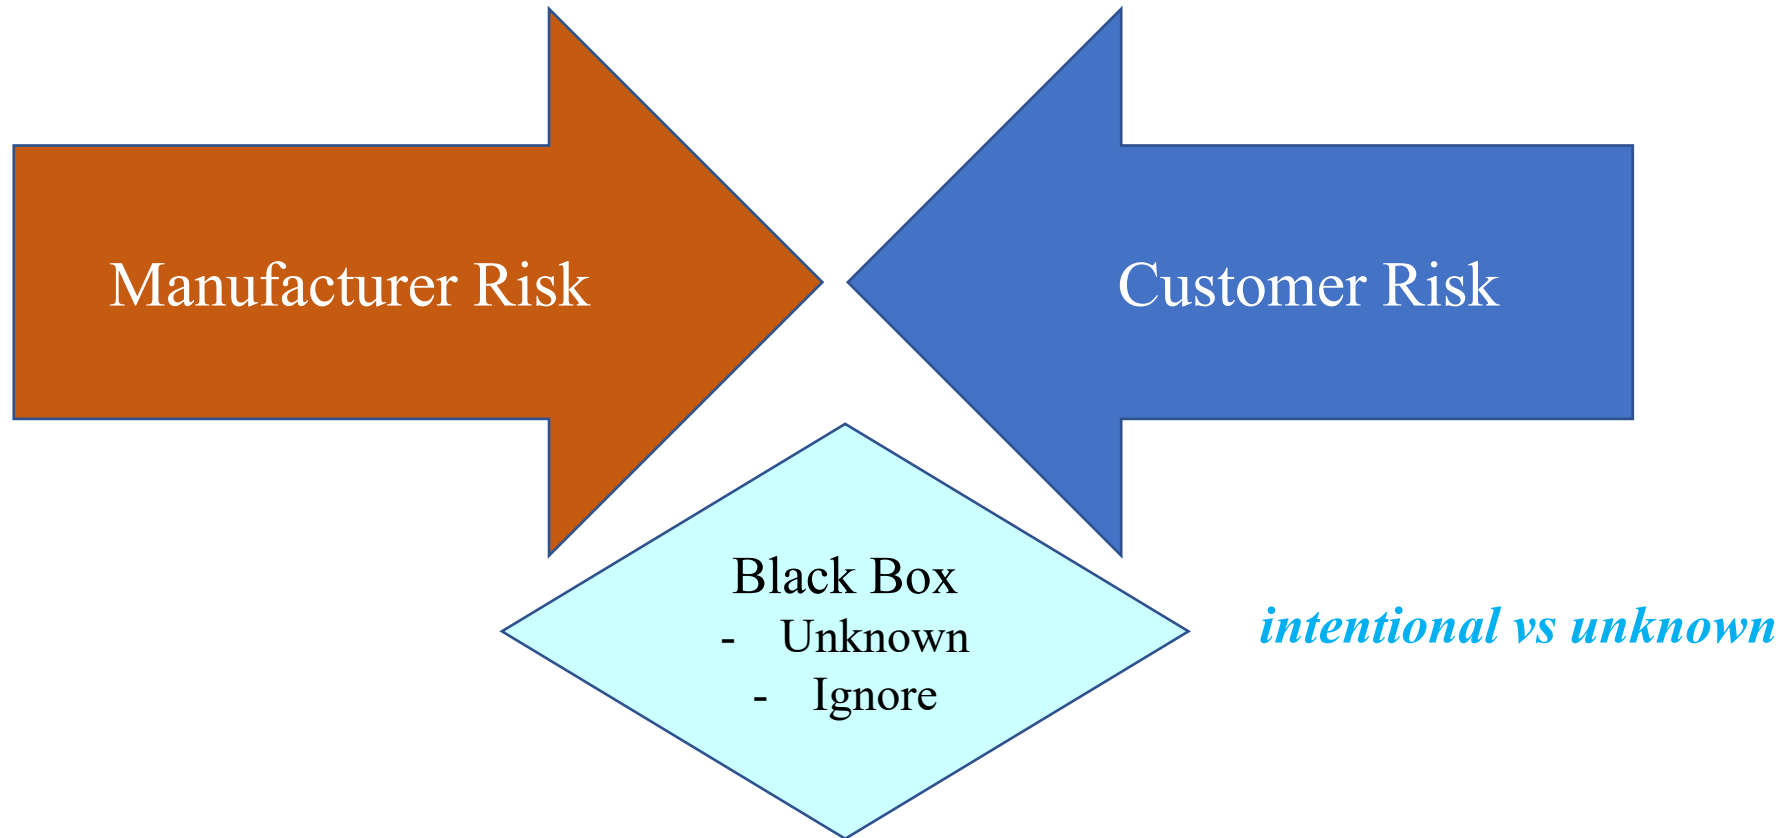 Manufacturer Risk
Customer Risk
Black Box
- Unknown
- Ignore
intentional vs unknown